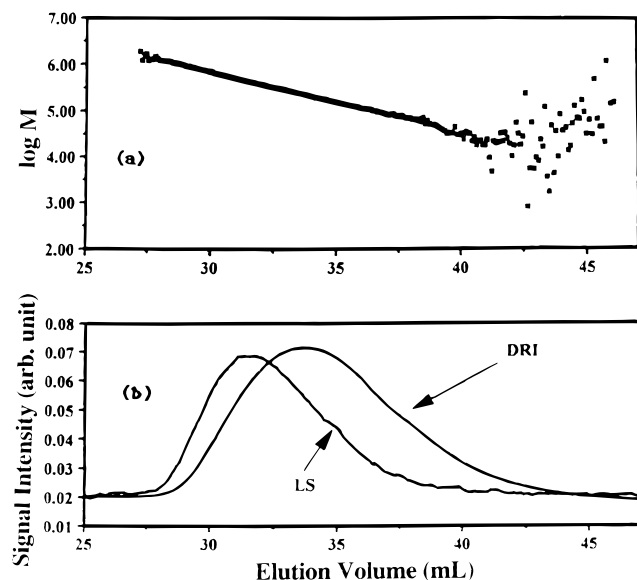 7.00
6.00
5.00
4.00
3.00
2.00
log M
(a)
25 30 35 40 45
0.08
0.07
0.06
0.05
0.04
0.03
0.02
0.01
Signal Intensity (arb. unit)
(b)
DRI
LS
25 30 35 40 45
Elution Volume (mL)